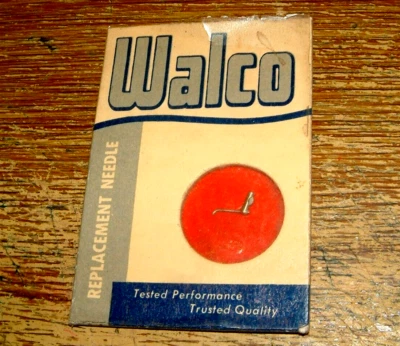 Walco
REPLACEMENT NEEDLE
Tested Performance
Trusted Quality